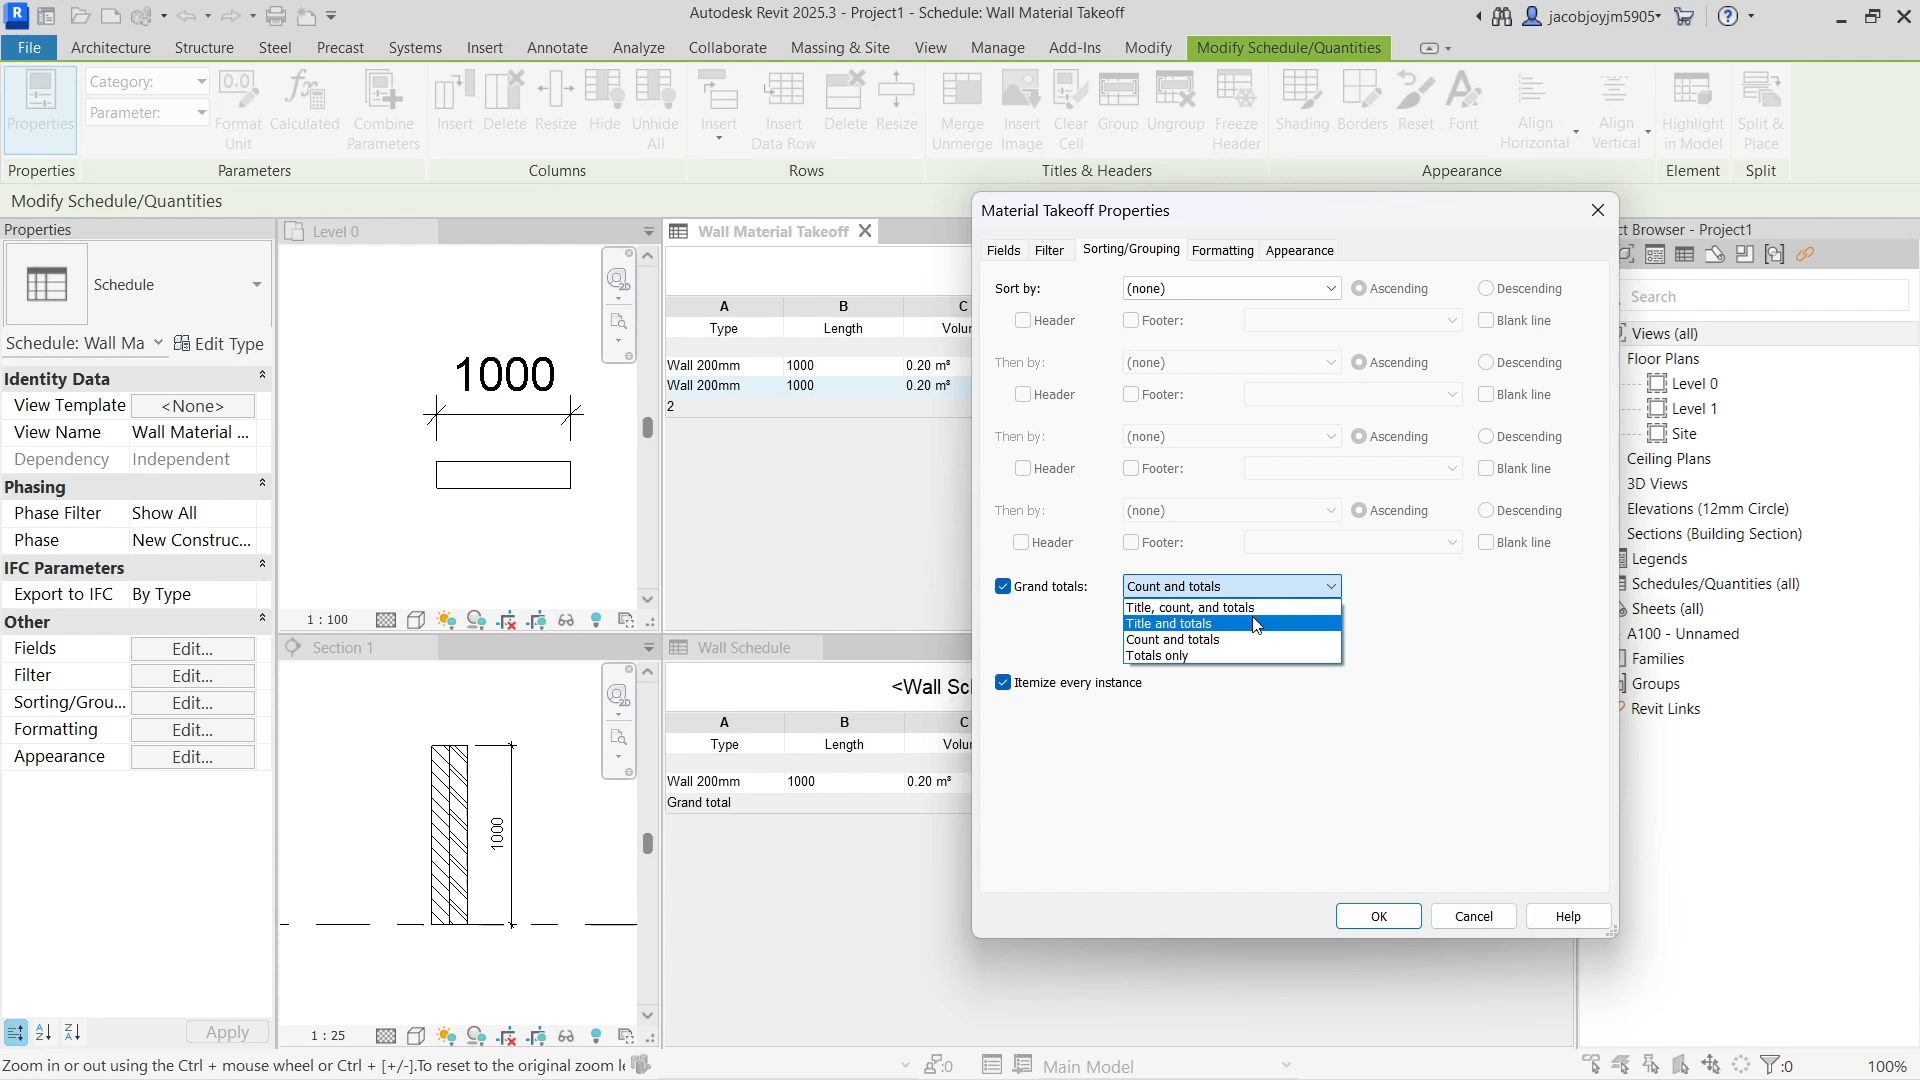 Autodesk Revit 2025.3 - Project1 - Schedule: Wall Material Takeoff
jacobjoyjm5905
File Architecture Structure Steel Precast Systems Insert Annotate Analyze Collaborate Massing & Site View Manage Add-Ins Modify Modify Schedule/Quantities
Properties
Category:
Parameter:
Format Unit
Calculated
Combine Parameters
Insert
Delete
Resize
Hide
Unhide All
Insert
Insert Data Row
Delete
Resize
Merge Unmerge
Insert Image
Clear Cell
Group
Ungroup
Freeze Header
Shading
Borders
Reset
Font
Align Horizontal
Align Vertical
Highlight in Model
Split & Place
Properties Parameters Columns Rows Titles & Headers Appearance Element Split
Modify Schedule/Quantities
Properties
Schedule
Schedule: Wall Ma Edit Type
Identity Data
View Template <None>
View Name Wall Material ...
Dependency Independent
Phasing
Phase Filter Show All
Phase New Construc...
IFC Parameters
Export to IFC By Type
Other
Fields Edit...
Filter Edit...
Sorting/Grou... Edit...
Formatting Edit...
Appearance Edit...
Apply
Level 0
1000
1 : 100
Section 1
1000
1 : 25
Wall Material Takeoff
A B C
Type Length Volur
Wall 200mm 1000 0.20 m³
Wall 200mm 1000 0.20 m³
2
Wall Schedule
<Wall Sc
A B C
Type Length Volur
Wall 200mm 1000 0.20 m³
Grand total
Material Takeoff Properties
Fields Filter Sorting/Grouping Formatting Appearance
Sort by: (none) Ascending Descending
Header Footer: Blank line
Then by: (none) Ascending Descending
Header Footer: Blank line
Then by: (none) Ascending Descending
Header Footer: Blank line
Then by: (none) Ascending Descending
Header Footer: Blank line
Grand totals: Count and totals
Title, count, and totals
Title and totals
Count and totals
Totals only
Itemize every instance
OK Cancel Help
ct Browser - Project1
Search
Views (all)
Floor Plans
Level 0
Level 1
Site
Ceiling Plans
3D Views
Elevations (12mm Circle)
Sections (Building Section)
Legends
Schedules/Quantities (all)
Sheets (all)
A100 - Unnamed
Families
Groups
Revit Links
Zoom in or out using the Ctrl + mouse wheel or Ctrl + [+/-].To reset to the original zoom le
:0
Main Model
:0
100%